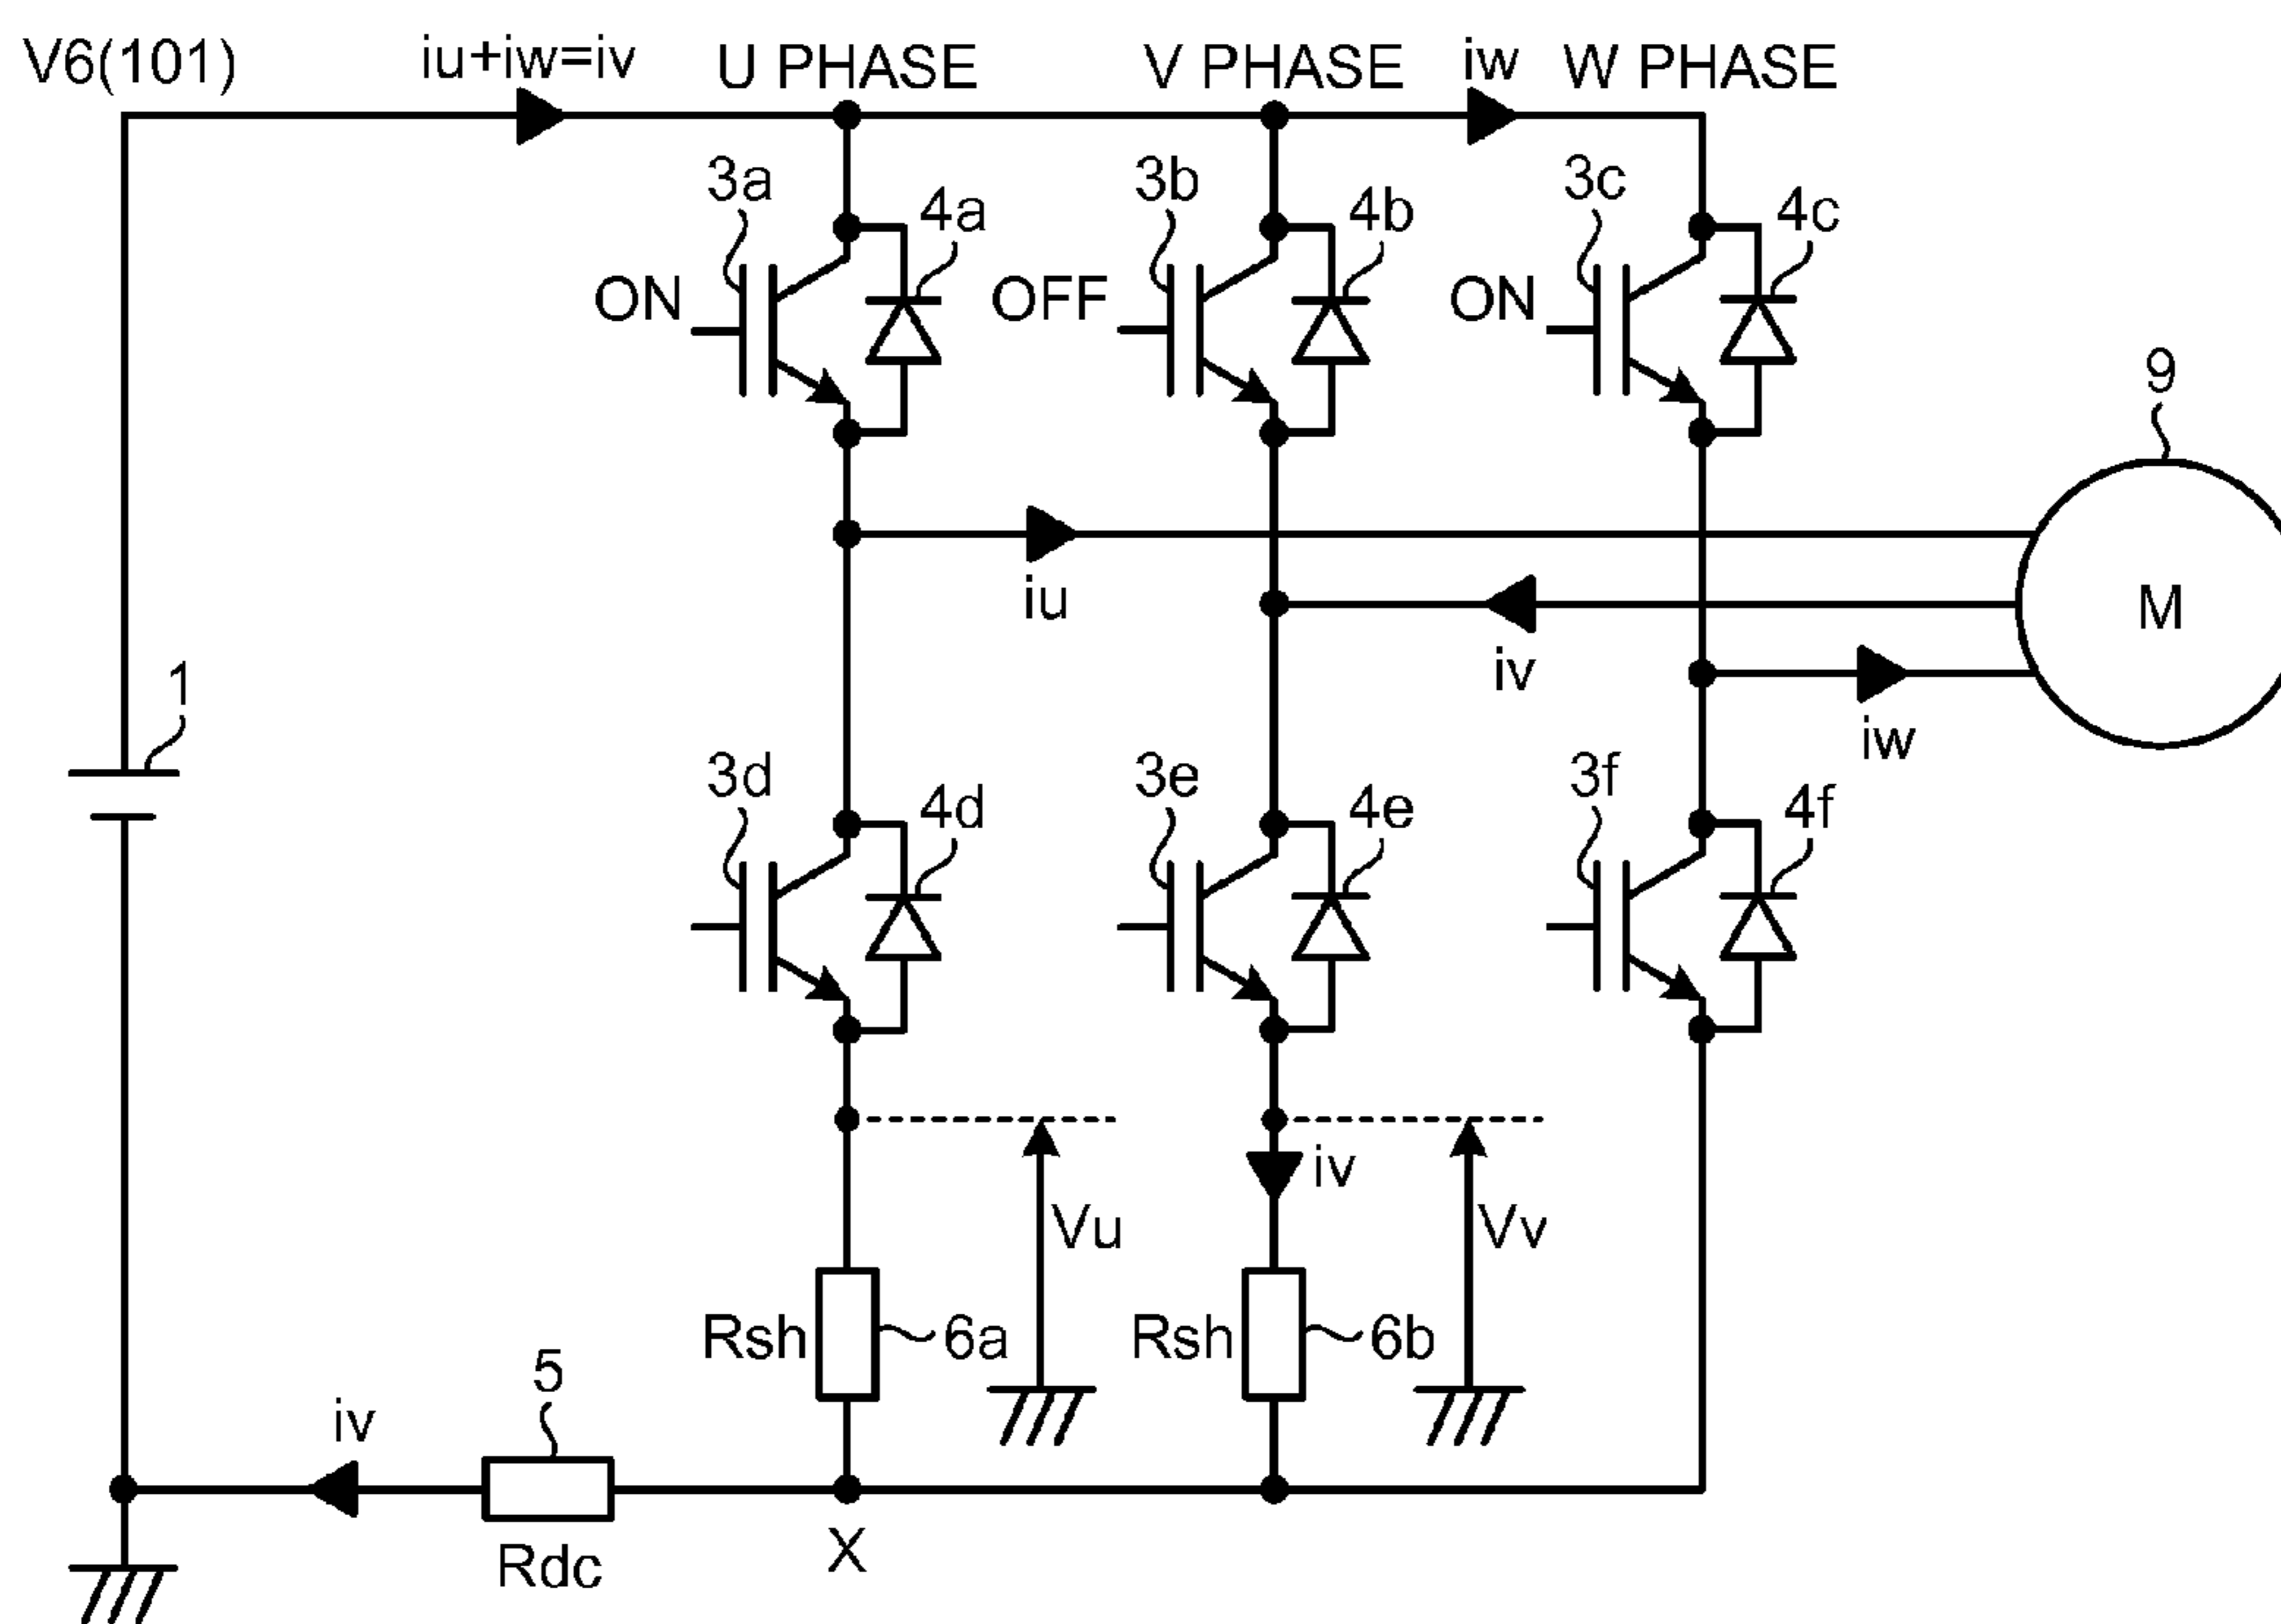 V6(101)
iu+iw=iv
U PHASE
V PHASE
iw
W PHASE
3a
4a
3b
4b
3c
4c
ON
OFF
ON
9
M
iu
iv
iw
1
3d
4d
3e
4e
3f
4f
iv
Vu
Vv
Rsh
6a
Rsh
6b
5
iv
Rdc
X